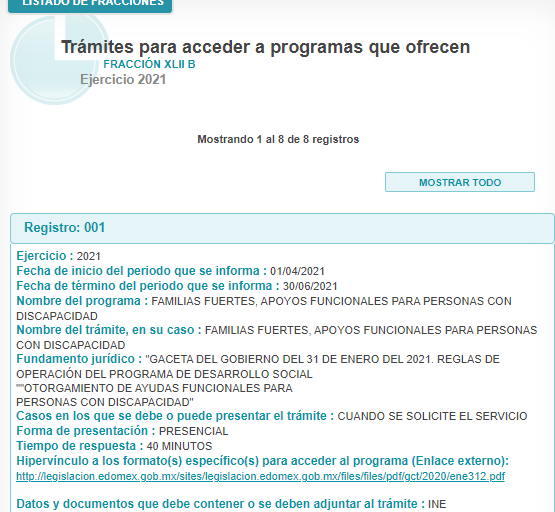 LISTADO DE FRACCIONES
Trámites para acceder a programas que ofrecen
FRACCIÓN XLII B
Ejercicio 2021
Mostrando 1 al 8 de 8 registros
MOSTRAR TODO
Registro: 001
Ejercicio : 2021
Fecha de inicio del periodo que se informa : 01/04/2021
Fecha de término del periodo que se informa : 30/06/2021
Nombre del programa : FAMILIAS FUERTES, APOYOS FUNCIONALES PARA PERSONAS CON
DISCAPACIDAD
Nombre del trámite, en su caso : FAMILIAS FUERTES, APOYOS FUNCIONALES PARA PERSONAS
CON DISCAPACIDAD
Fundamento jurídico : "GACETA DEL GOBIERNO DEL 31 DE ENERO DEL 2021. REGLAS DE
OPERACIÓN DEL PROGRAMA DE DESARROLLO SOCIAL
""OTORGAMIENTO DE AYUDAS FUNCIONALES PARA
PERSONAS CON DISCAPACIDAD"
Casos en los que se debe o puede presentar el trámite : CUANDO SE SOLICITE EL SERVICIO
Forma de presentación : PRESENCIAL
Tiempo de respuesta : 40 MINUTOS
Hipervínculo a los formato(s) específico(s) para acceder al programa (Enlace externo):
http://legislacion.edomex.gob.mx/sites/legislacion.edomex.gob.mx/files/files/pdf/gct/2020/ene312.pdf
Datos y documentos que debe contener o se deben adjuntar al trámite : INE